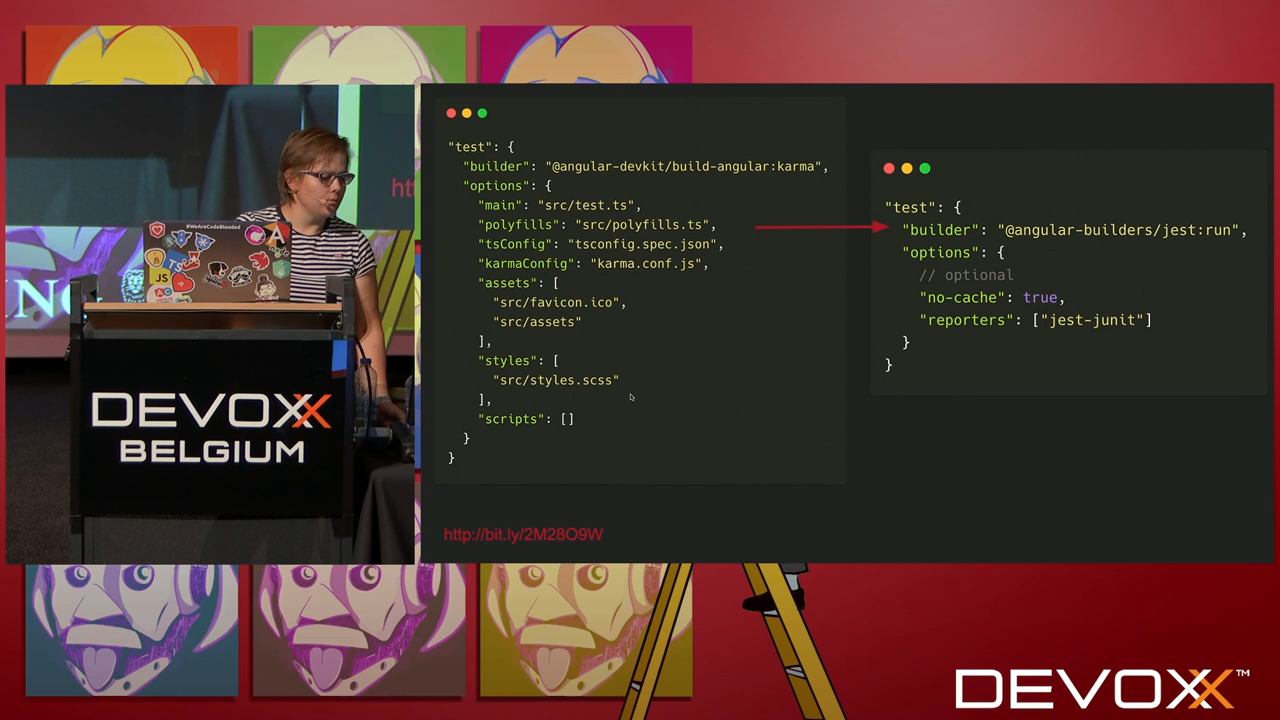 #WeAreCodeBlooded
JS
DEVOXX
BELGIUM
"test": {
"builder": "@angular-devkit/build-angular:karma",
"options": {
"main": "src/test.ts",
"polyfills": "src/polyfills.ts",
"tsConfig": "tsconfig.spec.json",
"karmaConfig": "karma.conf.js",
"assets": [
"src/favicon.ico",
"src/assets"
],
"styles": [
"src/styles.scss"
],
"scripts": []
}
}
http://bit.ly/2M28O9W
"test": {
"builder": "@angular-builders/jest:run",
"options": {
// optional
"no-cache": true,
"reporters": ["jest-junit"]
}
}
DEVOXX™